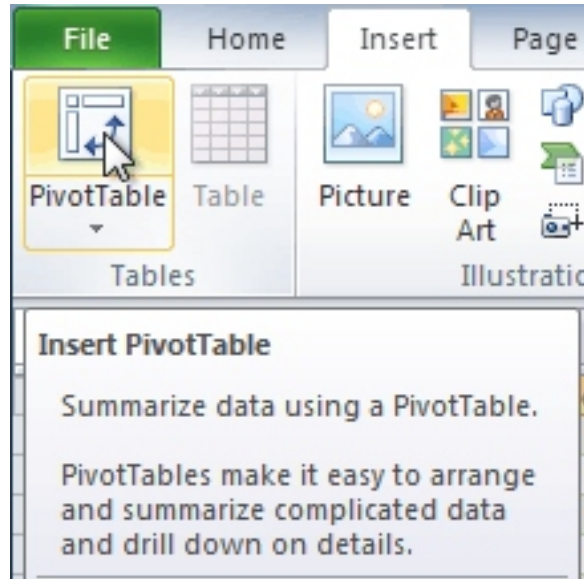 File Home Insert Page
PivotTable Table Picture Clip Art
Tables
Insert PivotTable
Summarize data using a PivotTable.
PivotTables make it easy to arrange
and summarize complicated data
and drill down on details.